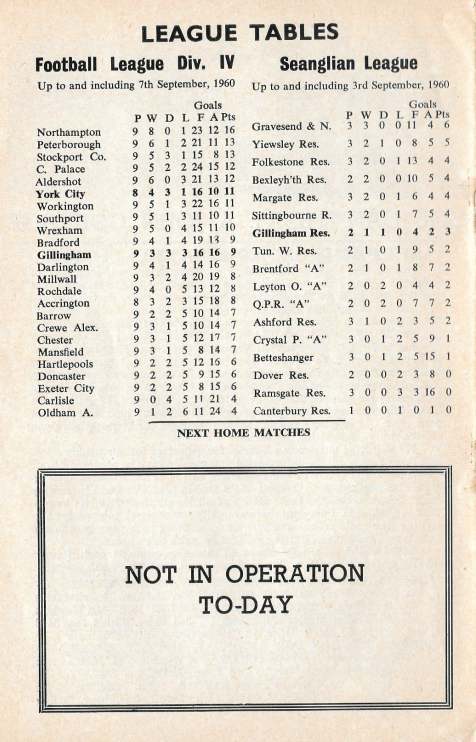 LEAGUE TABLES
Football League Div. IV
Up to and including 7th September, 1960
Goals
P W D L F A Pts
Northampton 9 8 0 1 23 12 16
Peterborough 9 6 1 2 21 11 13
Stockport Co. 9 5 3 1 15 8 13
C. Palace 9 5 2 2 24 15 12
Aldershot 9 6 0 3 21 13 12
York City 8 4 3 1 16 10 11
Workington 9 5 1 3 22 16 11
Southport 9 5 1 3 11 10 11
Wrexham 9 5 0 4 15 11 10
Bradford 9 4 1 4 19 13 9
Gillingham 9 3 3 3 16 16 9
Darlington 9 4 1 4 14 16 9
Millwall 9 3 2 4 20 19 8
Rochdale 9 4 0 5 13 12 8
Accrington 8 3 2 3 15 18 8
Barrow 9 2 2 5 10 14 7
Crewe Alex. 9 3 1 5 10 14 7
Chester 9 3 1 5 12 17 7
Mansfield 9 3 1 5 8 14 7
Hartlepools 9 2 2 5 12 16 6
Doncaster 9 2 2 5 9 15 6
Exeter City 9 2 2 5 8 15 6
Carlisle 9 0 4 5 11 21 4
Oldham A. 9 1 2 6 11 24 4
Seanglian League
Up to and including 3rd September, 1960
Goals
P W D L F A Pts
Gravesend & N. 3 3 0 0 11 4 6
Yiewsley Res. 3 2 1 0 8 5 5
Folkestone Res. 3 2 0 1 13 4 4
Bexley'h Res. 2 2 0 0 10 5 4
Margate Res. 3 2 0 1 6 4 4
Sittingbourne R. 3 2 0 1 7 5 4
Gillingham Res. 2 1 1 0 4 2 3
Tun. W. Res. 2 1 0 1 9 5 2
Brentford "A" 2 1 0 1 8 7 2
Leyton O. "A" 2 0 2 0 4 4 2
Q.P.R. "A" 2 0 2 0 7 7 2
Ashford Res. 3 1 0 2 3 5 2
Crystal P. "A" 3 0 1 2 5 9 1
Betteshanger 3 0 1 2 5 15 1
Dover Res. 2 0 0 2 3 8 0
Ramsgate Res. 3 0 0 3 3 16 0
Canterbury Res. 1 0 0 1 0 1 0
NEXT HOME MATCHES
NOT IN OPERATION
TO-DAY